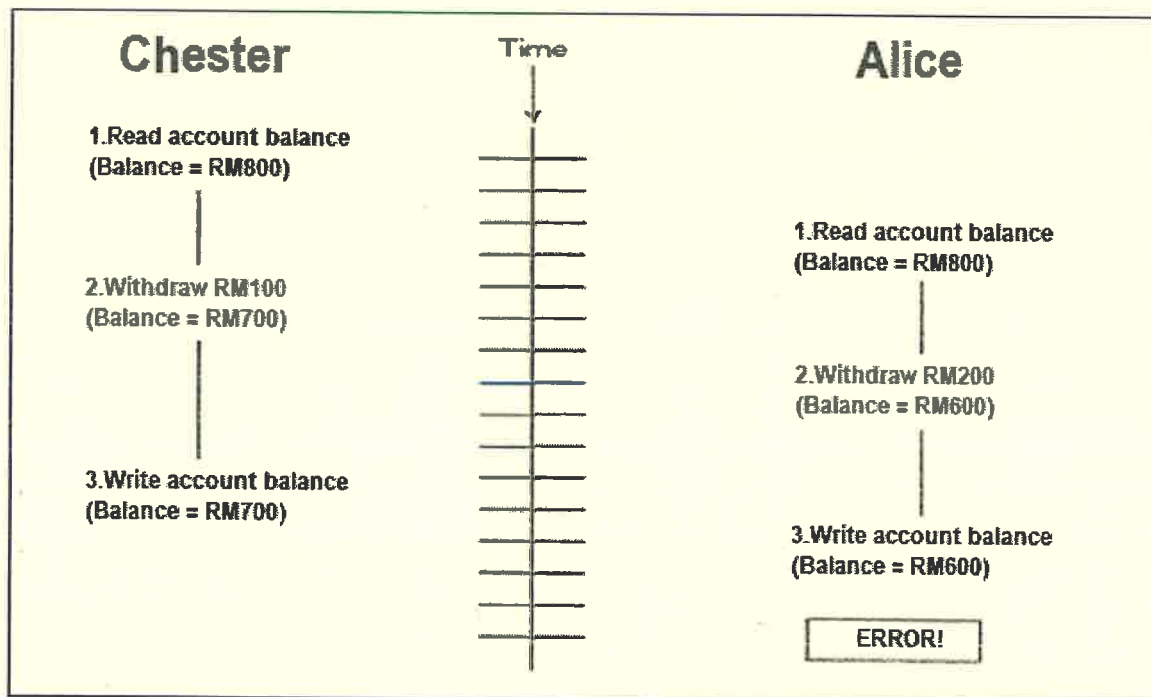 Chester
1.Read account balance
(Balance = RM800)
2.Withdraw RM100
(Balance = RM700)
3.Write account balance
(Balance = RM700)
Time
Alice
1.Read account balance
(Balance = RM800)
2.Withdraw RM200
(Balance = RM600)
3.Write account balance
(Balance = RM600)
ERROR!